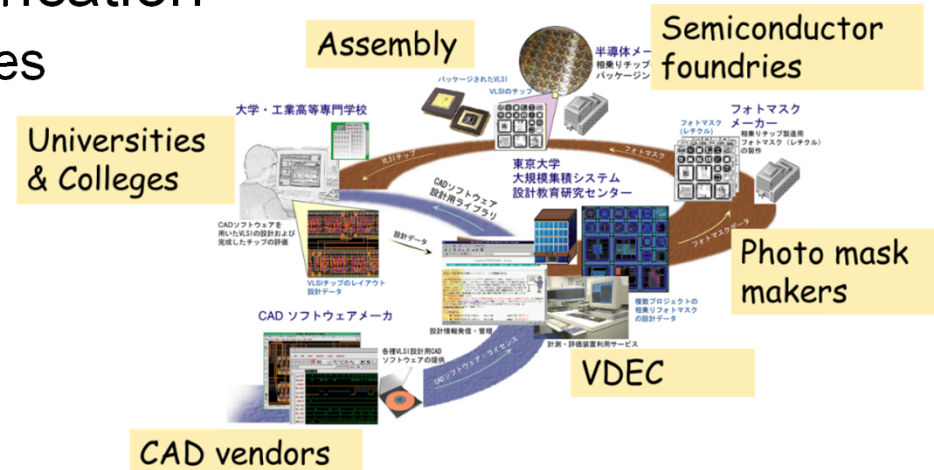 es
Assembly
Semiconductor
foundries
半導体メー
相乗りチップ
パッケージン
パッケージされたVLSI
VLSIのチップ
大学・工業高等専門学校
フォトマスク
メーカー
フォトマスク
(レチクル)
相乗りチップ製造用
フォトマスク(レチクル)
の製作
Universities
& Colleges
VLSIチップ
フォトマスク
東京大学
大規模集積システム
設計教育研究センター
CADソフトウェア
設計用ライブラリ
CADソフトウェアを
用いたVLSIの設計および
完成したチップの評価
設計データ
フォトマスクデータ
Photo mask
makers
VLSIチップのレイアウト
設計データ
複数プロジェクトの
相乗りフォトマスク
の設計データ
CAD ソフトウェアメーカ
設計情報発信・管理
計測・評価装置利用サービス
各種VLSI設計用CAD
ソフトウェアの提供
CADソフトウェア・ライセンス
VDEC
CAD vendors